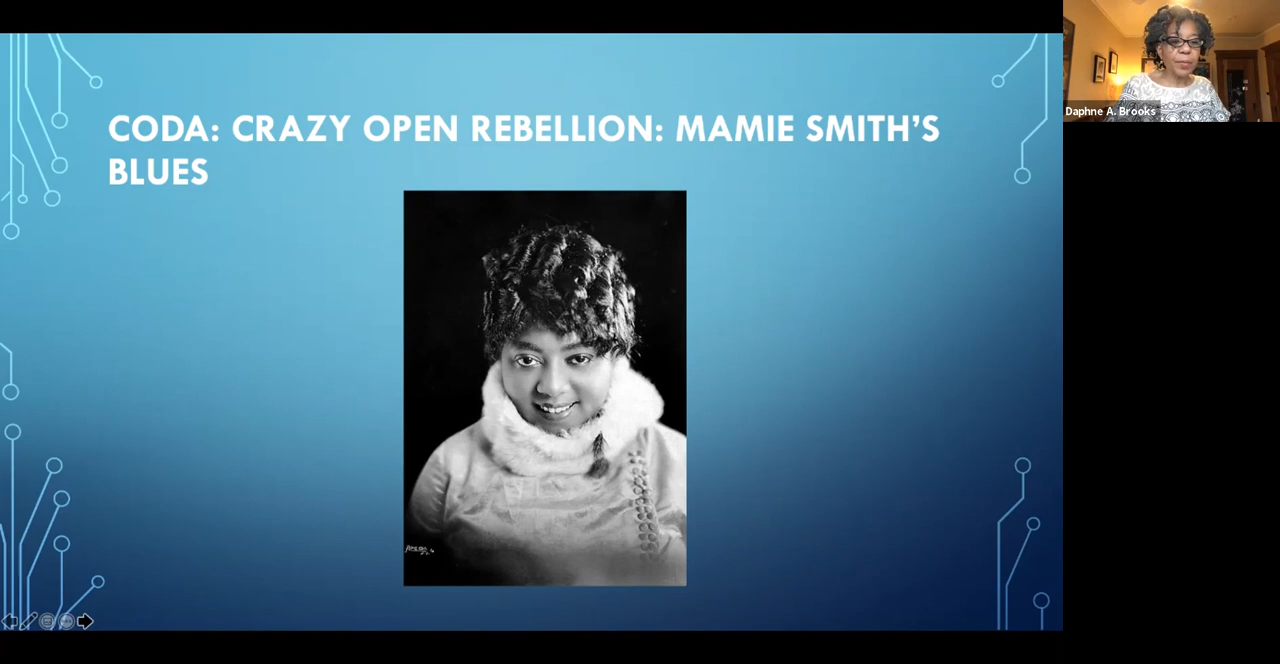 CODA: CRAZY OPEN REBELLION: MAMIE SMITH'S
BLUES
Daphne A. Brooks